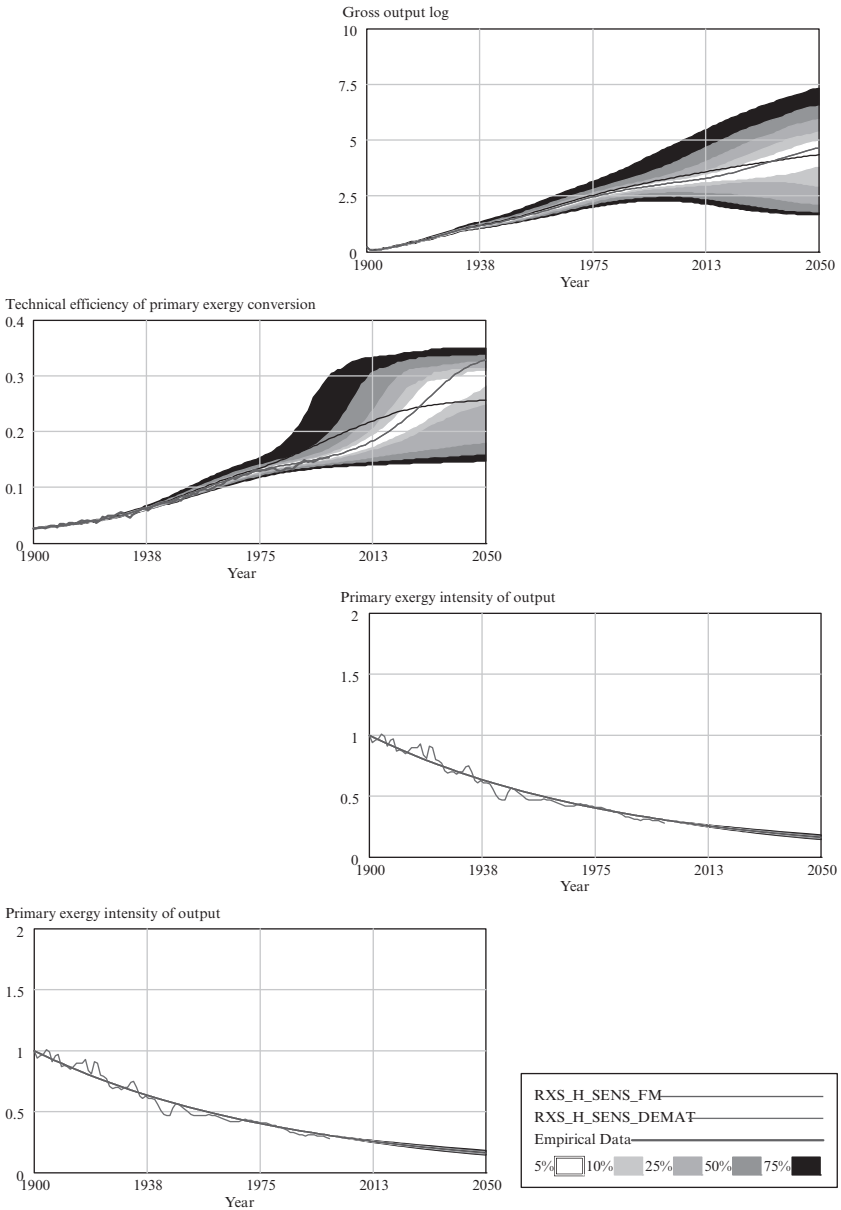 Gross output log
10
7.5
5
2.5
0
1900 1938 1975 2013 2050
Year
Technical efficiency of primary exergy conversion
0.4
0.3
0.2
0.1
0
1900 1938 1975 2013 2050
Year
Primary exergy intensity of output
2
1.5
1
0.5
0
1900 1938 1975 2013 2050
Year
Primary exergy intensity of output
2
1.5
1
0.5
0
1900 1938 1975 2013 2050
Year
RXS_H_SENS_FM
RXS_H_SENS_DEMAT
Empirical Data
5% 10% 25% 50% 75%